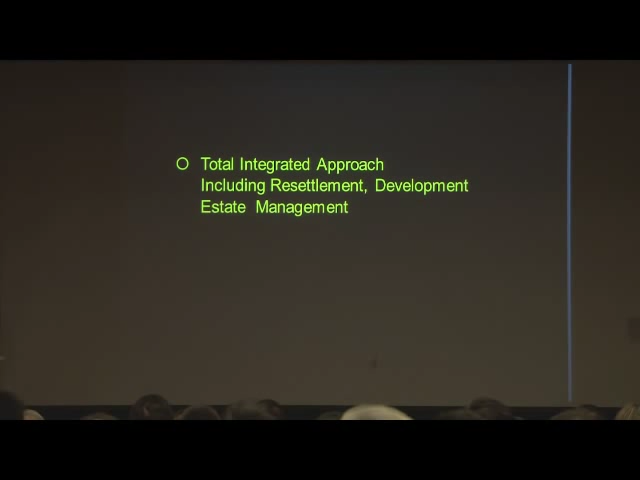 Total Integrated Approach
Including Resettlement, Development
Estate Management